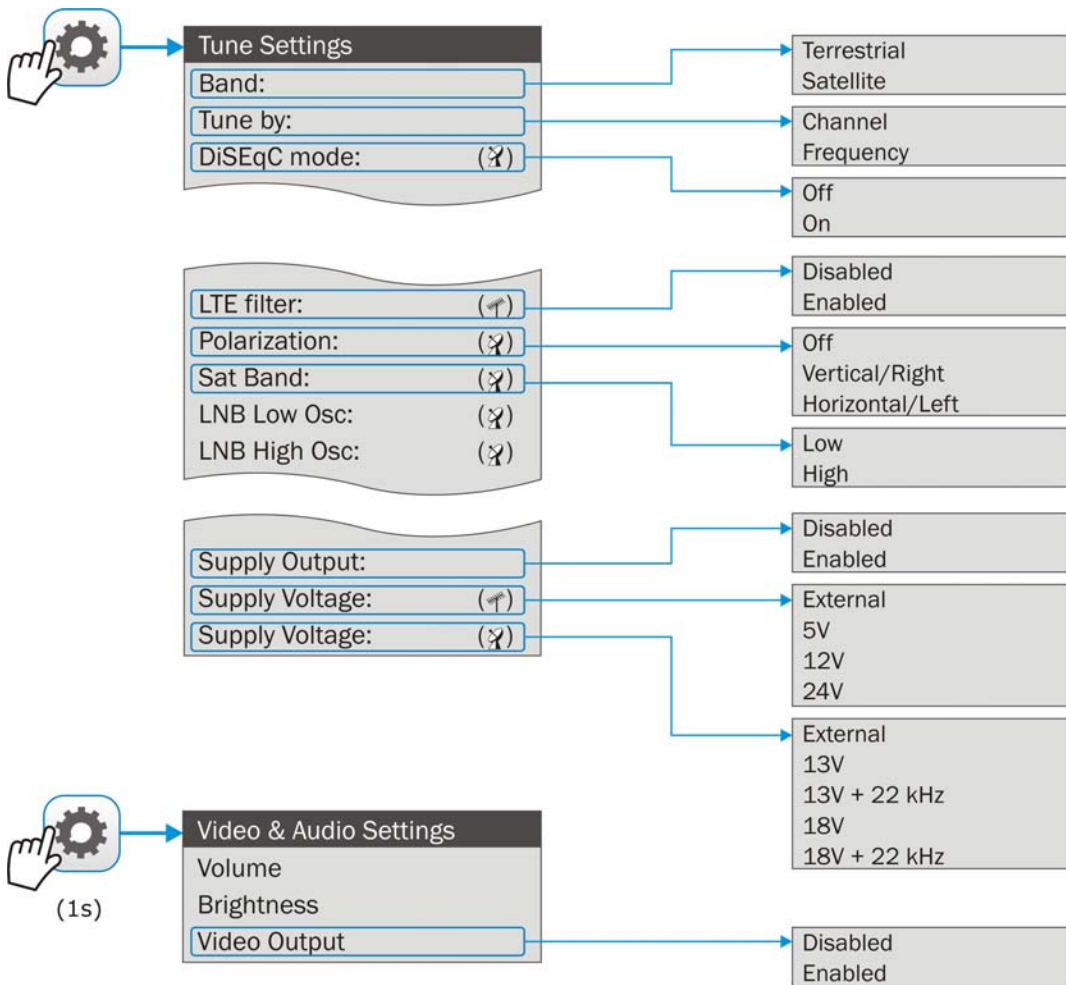 Tune Settings
Band:
Tune by:
DiSEqC mode:
Terrestrial
Satellite
Channel
Frequency
Off
On
LTE filter:
Polarization:
Sat Band:
LNB Low Osc:
LNB High Osc:
Disabled
Enabled
Off
Vertical/Right
Horizontal/Left
Low
High
Supply Output:
Supply Voltage:
Supply Voltage:
Disabled
Enabled
External
5V
12V
24V
External
13V
13V + 22 kHz
18V
18V + 22 kHz
(1s)
Video & Audio Settings
Volume
Brightness
Video Output
Disabled
Enabled